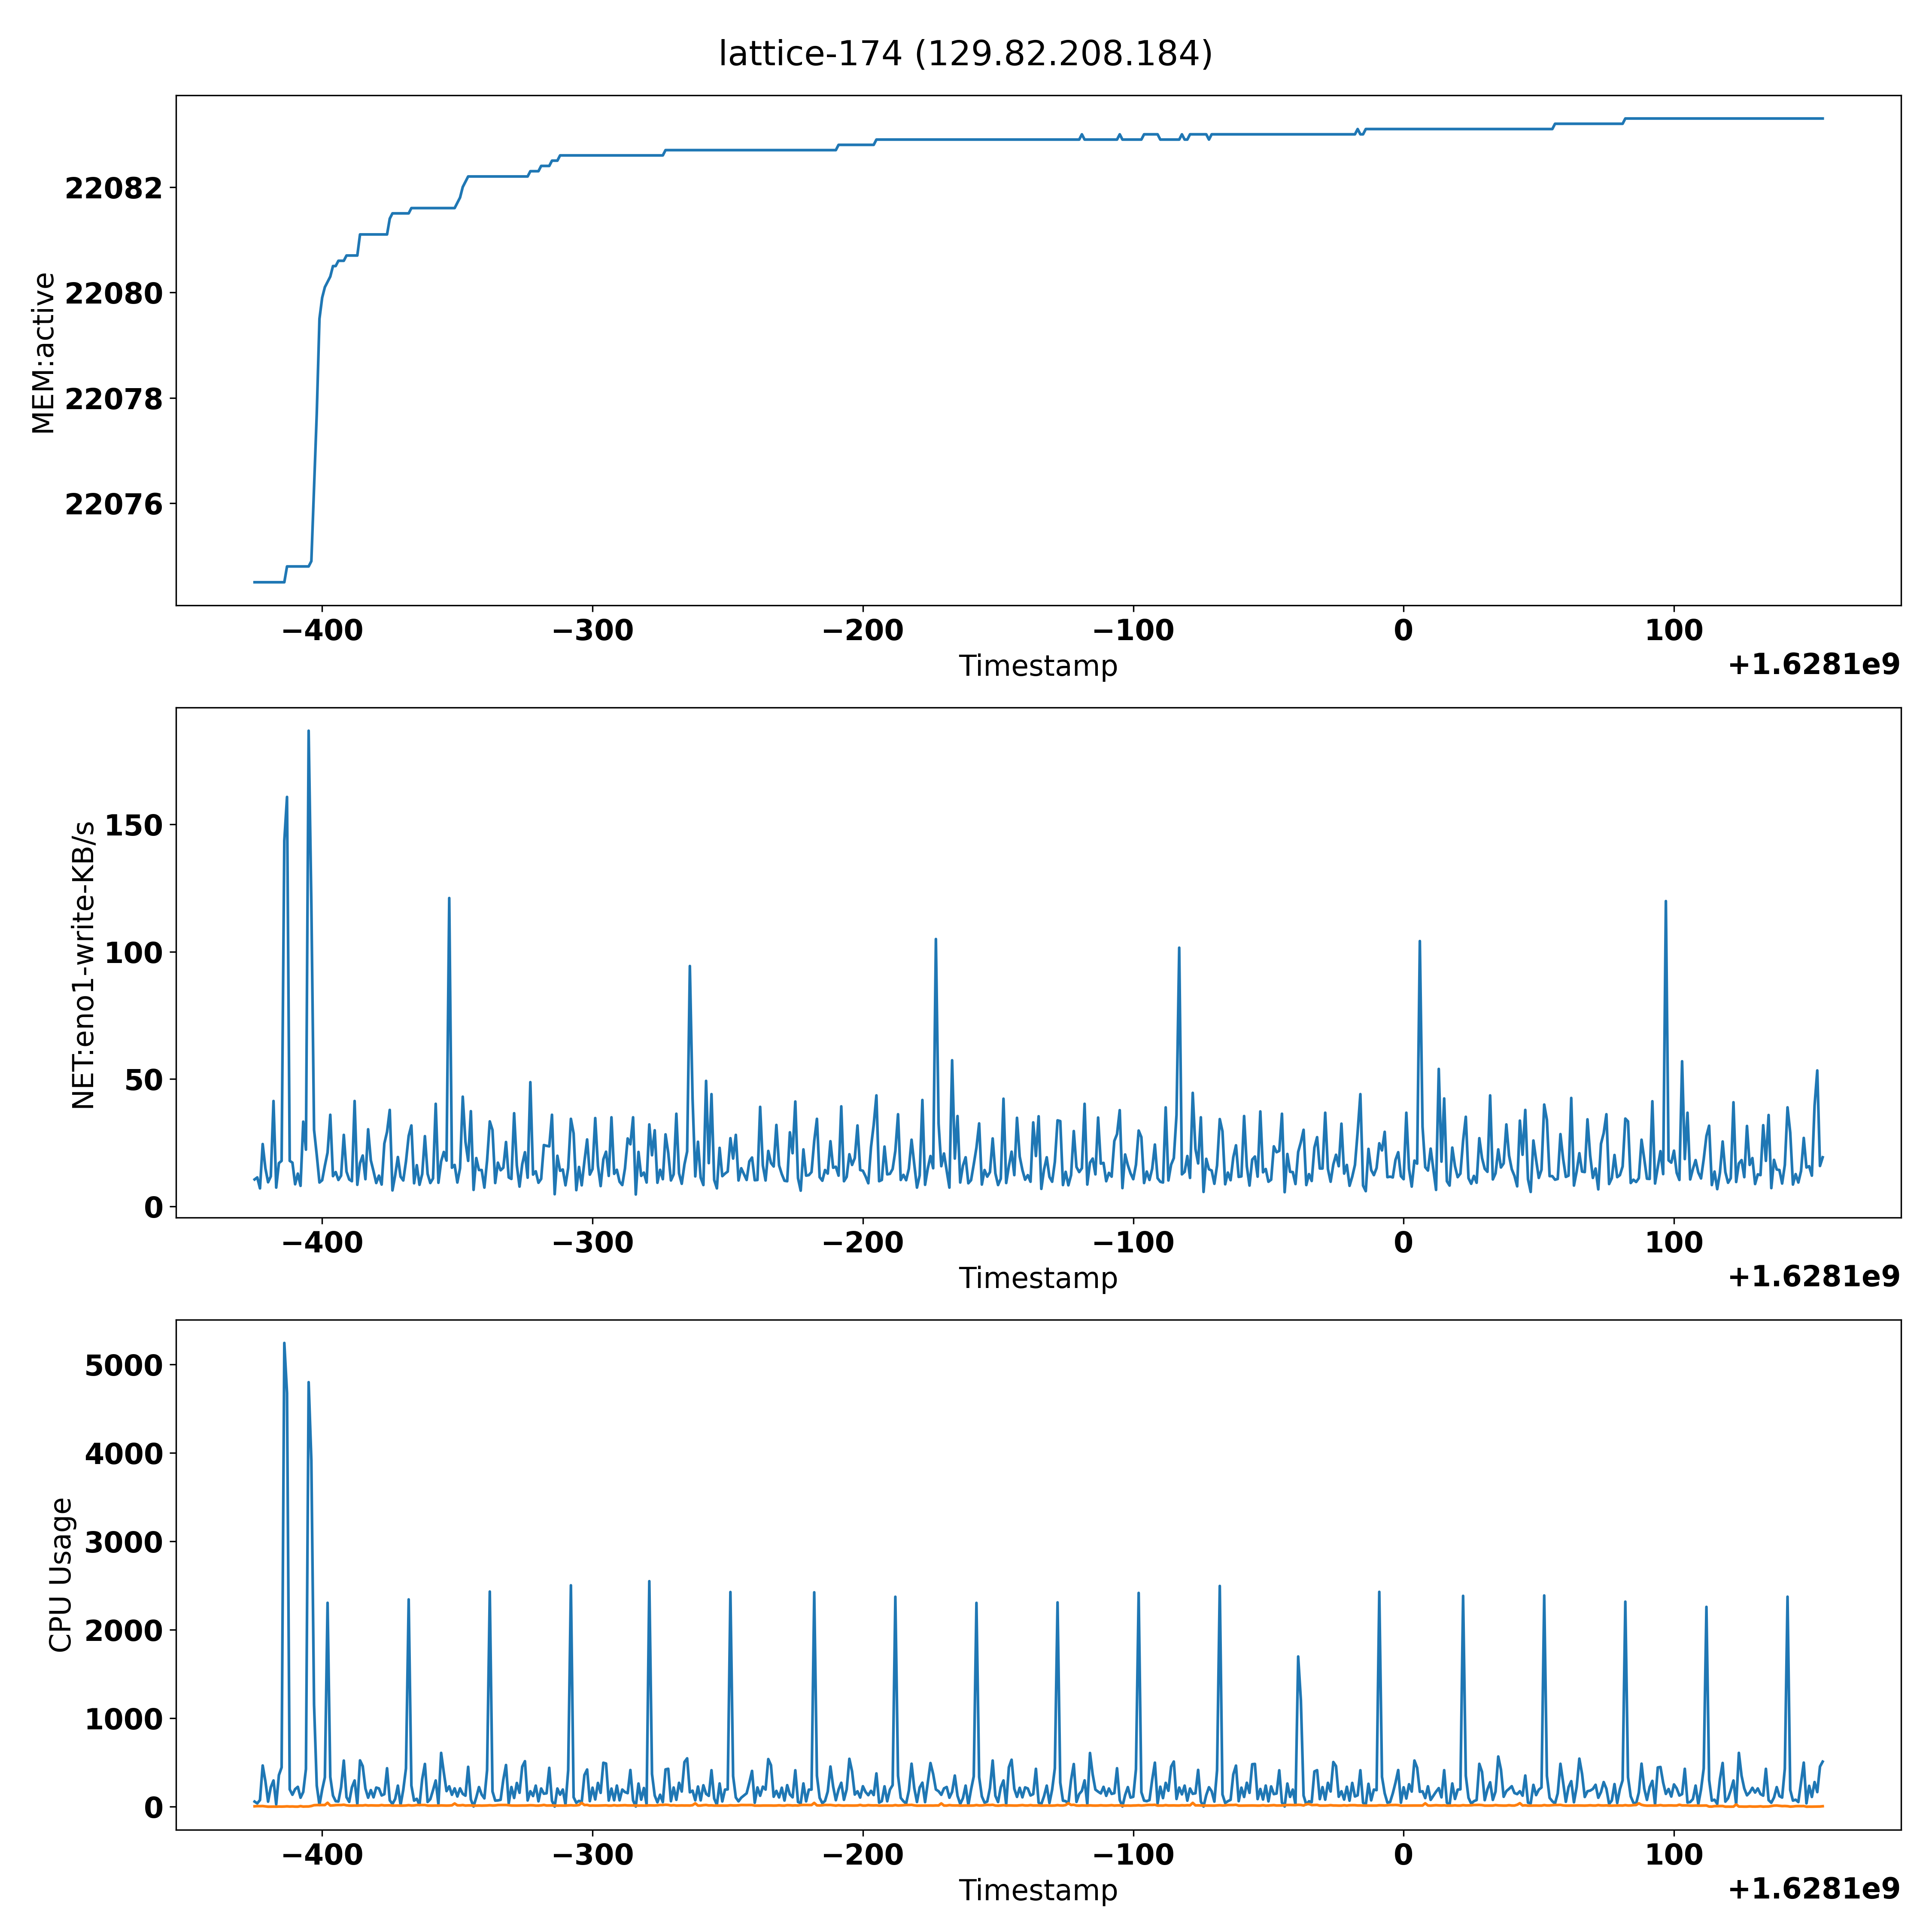 lattice-174 (129.82.208.184)
MEM:active
22082
22080
22078
22076
−400 −300 −200 −100 0 100
Timestamp
+1.6281e9
NET:eno1-write-KB/s
150
100
50
0
−400 −300 −200 −100 0 100
Timestamp
+1.6281e9
CPU Usage
5000
4000
3000
2000
1000
0
−400 −300 −200 −100 0 100
Timestamp
+1.6281e9